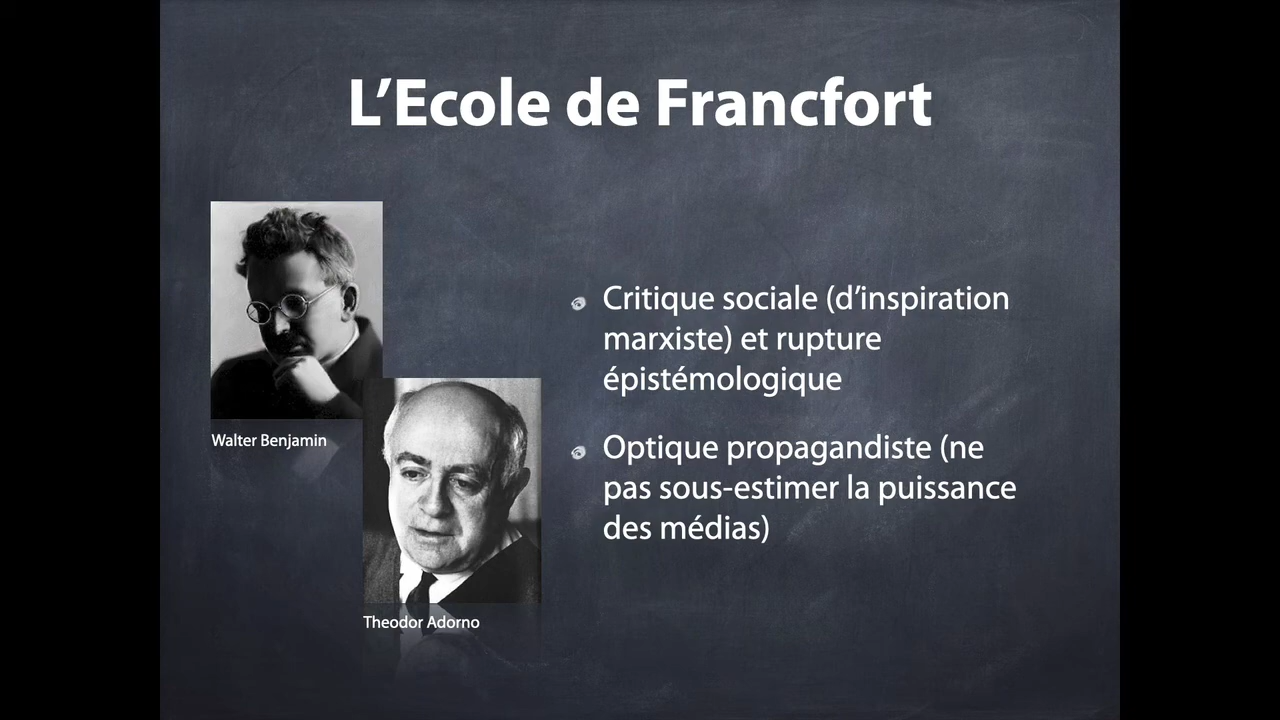 L’Ecole de Francfort
Walter Benjamin
Theodor Adorno
Critique sociale (d’inspiration
marxiste) et rupture
épistémologique
Optique propagandiste (ne
pas sous-estimer la puissance
des médias)